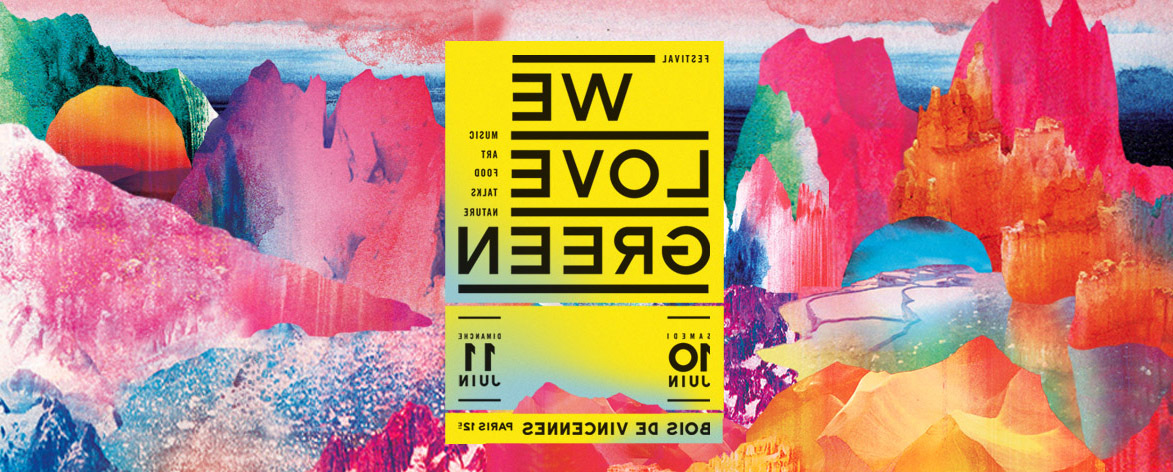 FESTIVAL
WE
LOVE
GREEN
MUSIC
ART
FOOD
TALKS
NATURE
SAMEDI
10
JUIN
DIMANCHE
11
JUIN
BOIS DE VINCENNES PARIS 12E